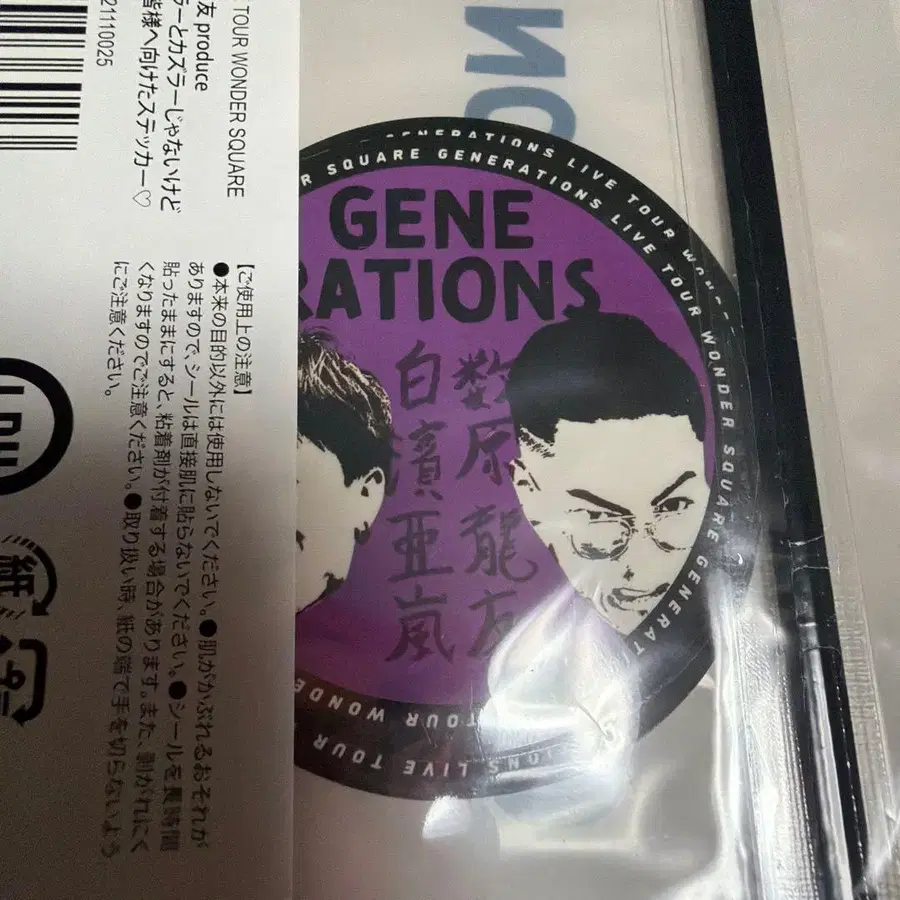 TOUR WONDER SQUARE
友 produce
ラーとカズラーじゃないけど
皆様へ向けたステッカー♡
21110025
【ご使用上の注意】
●本来の目的以外には使用しないでください。●肌がかぶれるおそれが
ありますので、シールは直接肌に貼らないでください。●シールを長時間
貼ったままにすると、粘着剤が付着する場合があります。また、剥がれにく
くなりますのでご注意ください。●取り扱い時、紙の端で手を切らないよう
にご注意ください。
紙
GENERATIONS LIVE TOUR WONDER SQUARE GENERATIONS LIVE TOUR
R SQUARE GENERATIONS LIVE TOUR WONDER SQUARE
GENE
RATIONS
数原龍友
白濱亜嵐